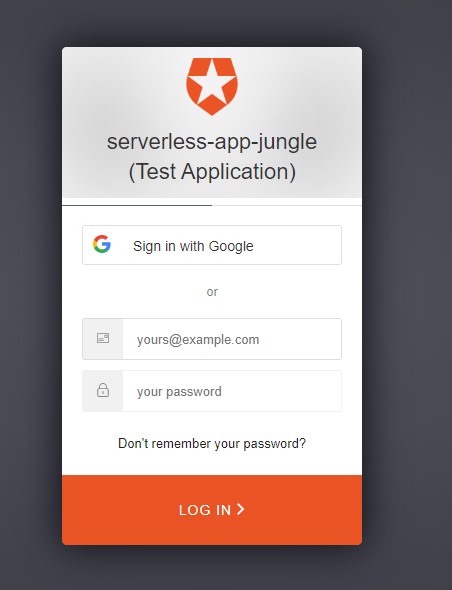 serverless-app-jungle
(Test Application)
Sign in with Google
or
yours@example.com
your password
Don't remember your password?
LOG IN